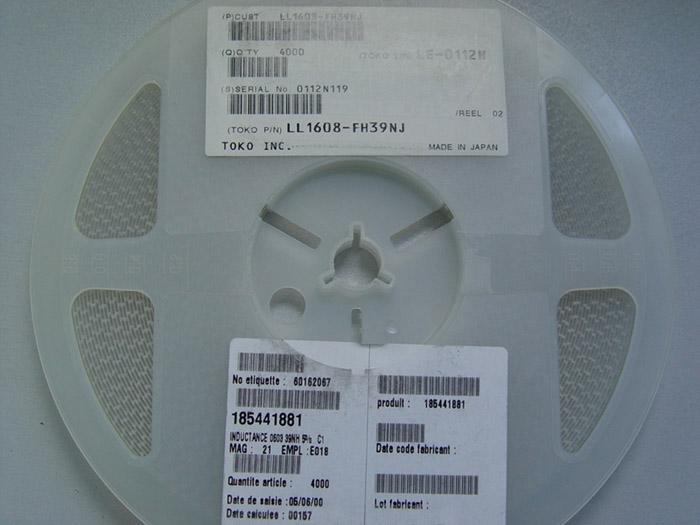 (P)CUST LL1608-FH39NJ
(Q)Q'TY 4000 (TOKO LE-0112N
(S)SERIAL No. 0112N119
/REEL 02
(TOKO P/N) LL1608-FH39NJ
TOKO INC. MADE IN JAPAN
No etiquette : 60162067
185441881
INDUCTANCE 0603 39NH 5% C1
MAG : 21 EMPL :E018
Quantite article : 4000
Date de saisie :05/06/00
Date calculee : 00157
produit : 185441881
Date code fabricant :
Lot fabricant :